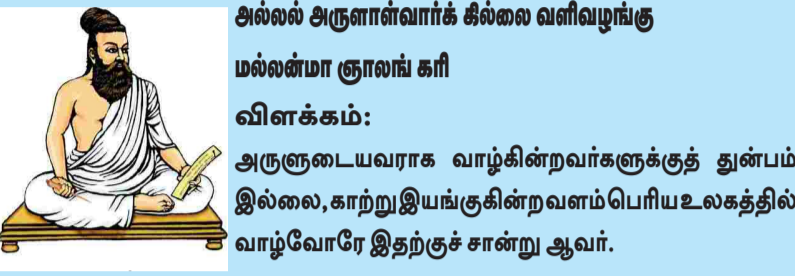 அல்லல் அருளாள்வார்க் கில்லை வளிவழங்கு
மல்லன்மா ஞாலங் கரி
விளக்கம்:
அருளுடையவராக வாழ்கின்றவர்களுக்குத் துன்பம்
இல்லை,காற்றுஇயங்குகின்றவளம்பெரியஉலகத்தில்
வாழ்வோரே இதற்குச் சான்று ஆவர்.